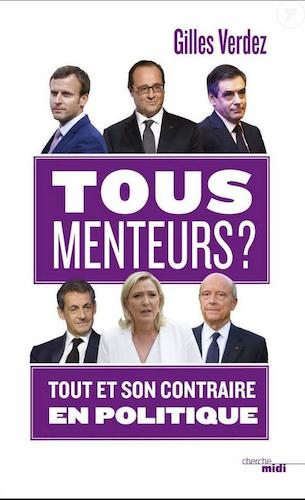 Gilles Verdez
TOUS
MENTEURS ?
TOUT ET SON CONTRAIRE
EN POLITIQUE
cherche
midi